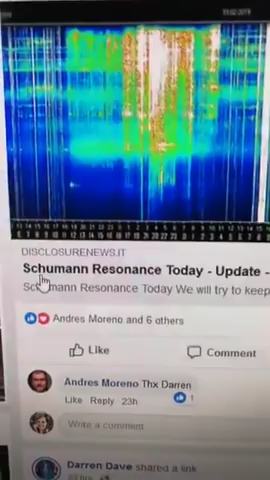 DISCLOSURENEWS.IT
Schumann Resonance Today - Update -
Schumann Resonance Today We will try to keep
Andres Moreno and 6 others
Like
Comment
Andres Moreno Thx Darren
Like Reply 23h
1
Write a comment
Darren Dave shared a link